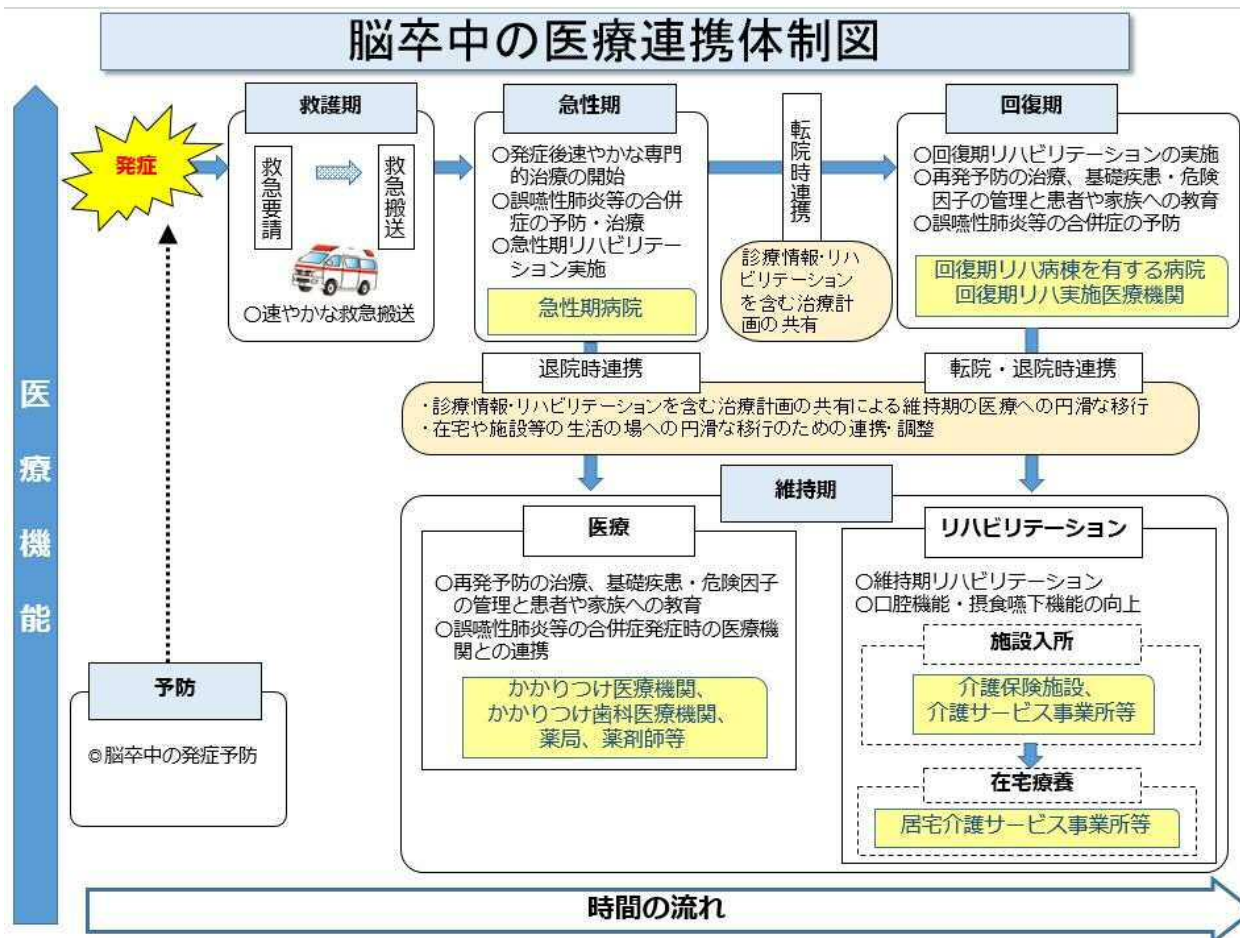 脳卒中の医療連携体制図
医療機能
発症
救護期
救急要請
救急搬送
○速やかな救急搬送
急性期
○発症後速やかな専門
的治療の開始
○誤嚥性肺炎等の合併
症の予防・治療
○急性期リハビリテー
ション実施
急性期病院
転院時連携
診療情報・リハ
ビリテーション
を含む治療計
画の共有
回復期
○回復期リハビリテーションの実施
○再発予防の治療、基礎疾患・危険
因子の管理と患者や家族への教育
○誤嚥性肺炎等の合併症の予防
回復期リハ病棟を有する病院
回復期リハ実施医療機関
退院時連携
転院・退院時連携
・診療情報・リハビリテーションを含む治療計画の共有による維持期の医療への円滑な移行
・在宅や施設等の生活の場への円滑な移行のための連携・調整
維持期
医療
○再発予防の治療、基礎疾患・危険因子
の管理と患者や家族への教育
○誤嚥性肺炎等の合併症発症時の医療機
関との連携
かかりつけ医療機関、
かかりつけ歯科医療機関、
薬局、薬剤師等
リハビリテーション
○維持期リハビリテーション
○口腔機能・摂食嚥下機能の向上
施設入所
介護保険施設、
介護サービス事業所等
在宅療養
居宅介護サービス事業所等
予防
◎脳卒中の発症予防
時間の流れ